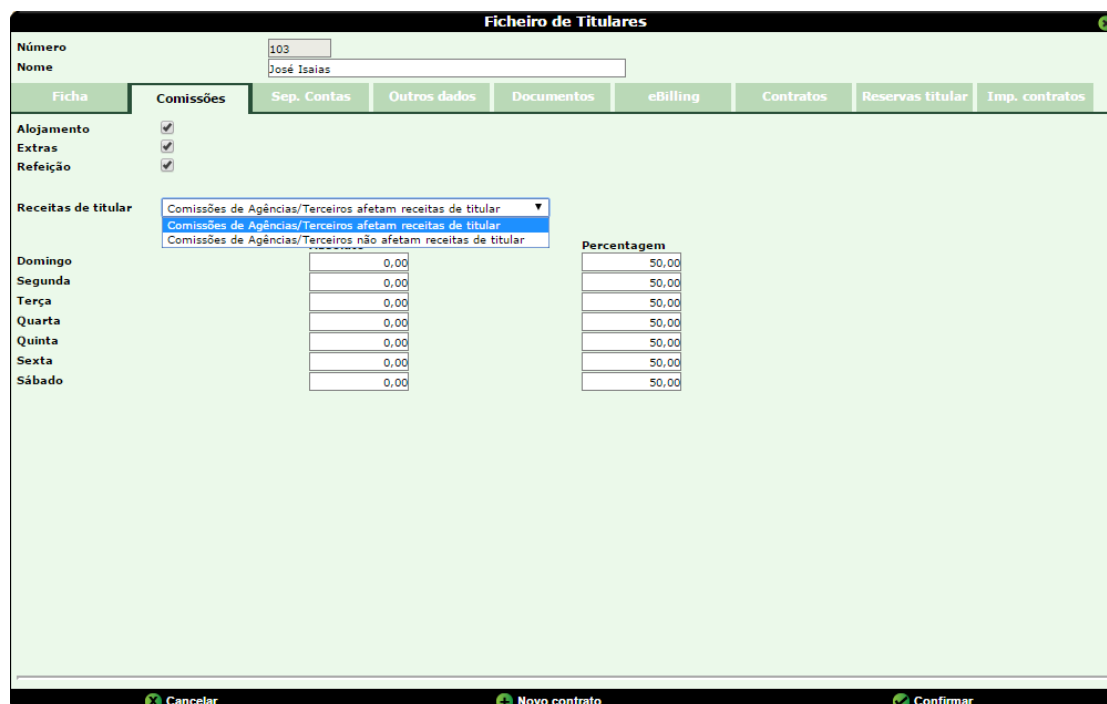 Ficheiro de Titulares
Número 103
Nome José Isaias
Ficha Comissões Sep. Contas Outros dados Documentos eBilling Contratos Reservas titular Imp. contratos
Alojamento
Extras
Refeição
Receitas de titular Comissões de Agências/Terceiros afetam receitas de titular
Comissões de Agências/Terceiros afetam receitas de titular
Comissões de Agências/Terceiros não afetam receitas de titular
Percentagem
Domingo 0,00 50,00
Segunda 0,00 50,00
Terça 0,00 50,00
Quarta 0,00 50,00
Quinta 0,00 50,00
Sexta 0,00 50,00
Sábado 0,00 50,00
Cancelar Novo contrato Confirmar